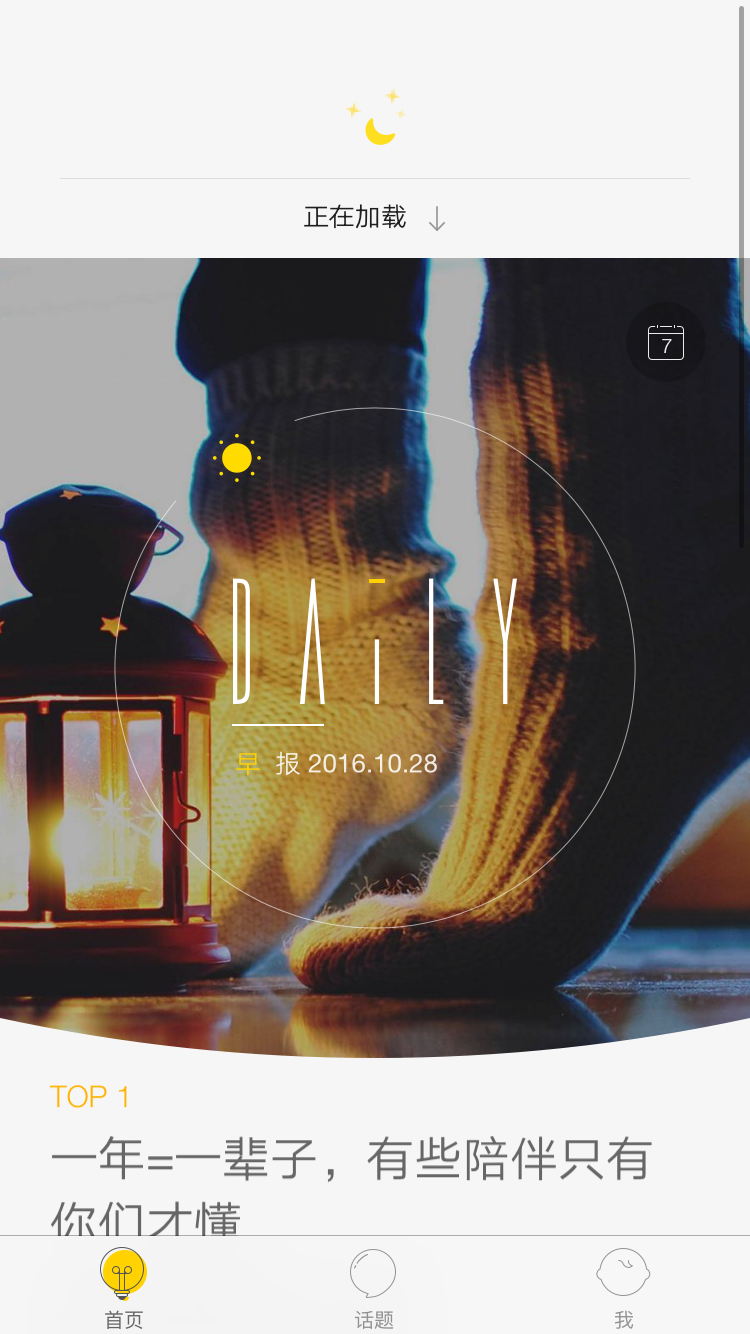 正在加载
7
DAiLY
早 报 2016.10.28
TOP 1
一年=一辈子，有些陪伴只有
你们才懂
首页
话题
我